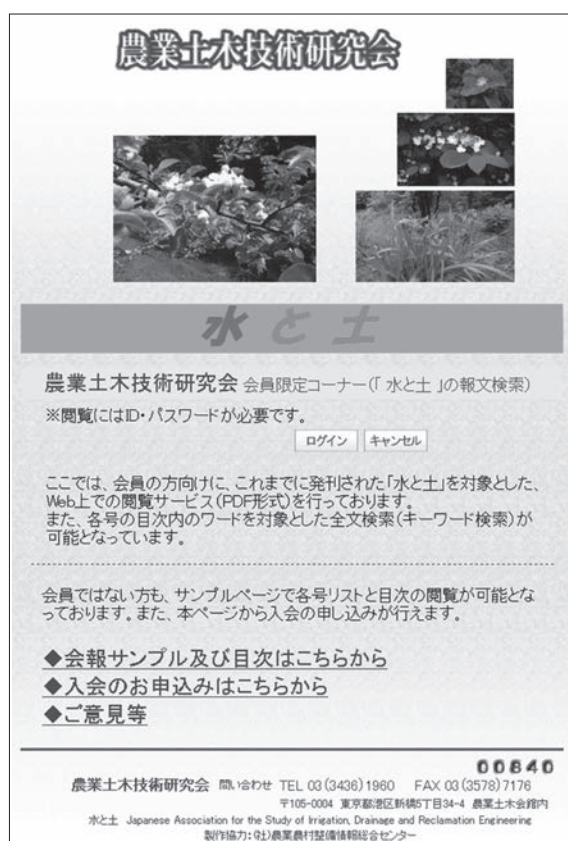 農業土木技術研究会
水と土
農業土木技術研究会 会員限定コーナー(「 水と土 」の報文検索)
※閲覧にはID・パスワードが必要です。
ログイン キャンセル
ここでは、会員の方向けに、これまでに発刊された「水と土」を対象とした、
Web上での閲覧サービス(PDF形式)を行っております。
また、各号の目次内のワードを対象とした全文検索(キーワード検索)が
可能となっています。
会員ではない方も、サンプルページで各号リストと目次の閲覧が可能とな
っております。また、本ページから入会の申し込みが行えます。
◆会報サンプル及び目次はこちらから
◆入会のお申込みはこちらから
◆ご意見等
00840
農業土木技術研究会 問い合わせ TEL 03(3436)1960 FAX 03(3578)7176
〒105-0004 東京都港区新橋5丁目34-4 農業土木会館内
水と土 Japanese Association for the Study of Irrigation, Drainage and Reclamation Engineering
製作協力:(社)農業農村整備情報総合センター